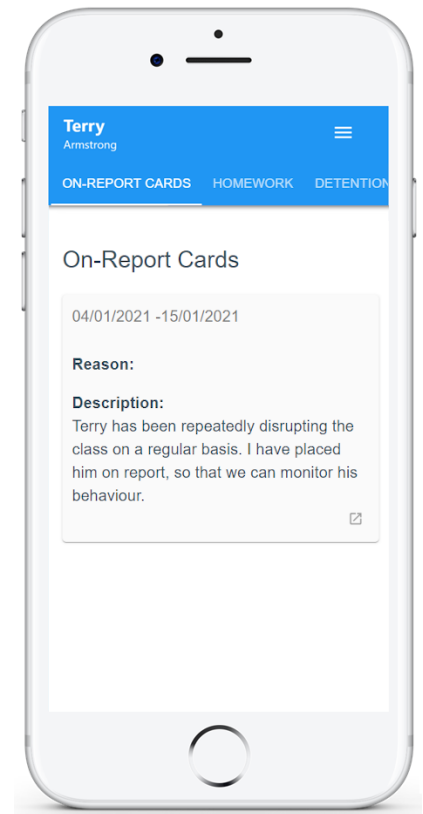 Terry
Armstrong
ON-REPORT CARDS HOMEWORK DETENTION
On-Report Cards
04/01/2021 -15/01/2021
Reason:
Description:
Terry has been repeatedly disrupting the
class on a regular basis. I have placed
him on report, so that we can monitor his
behaviour.